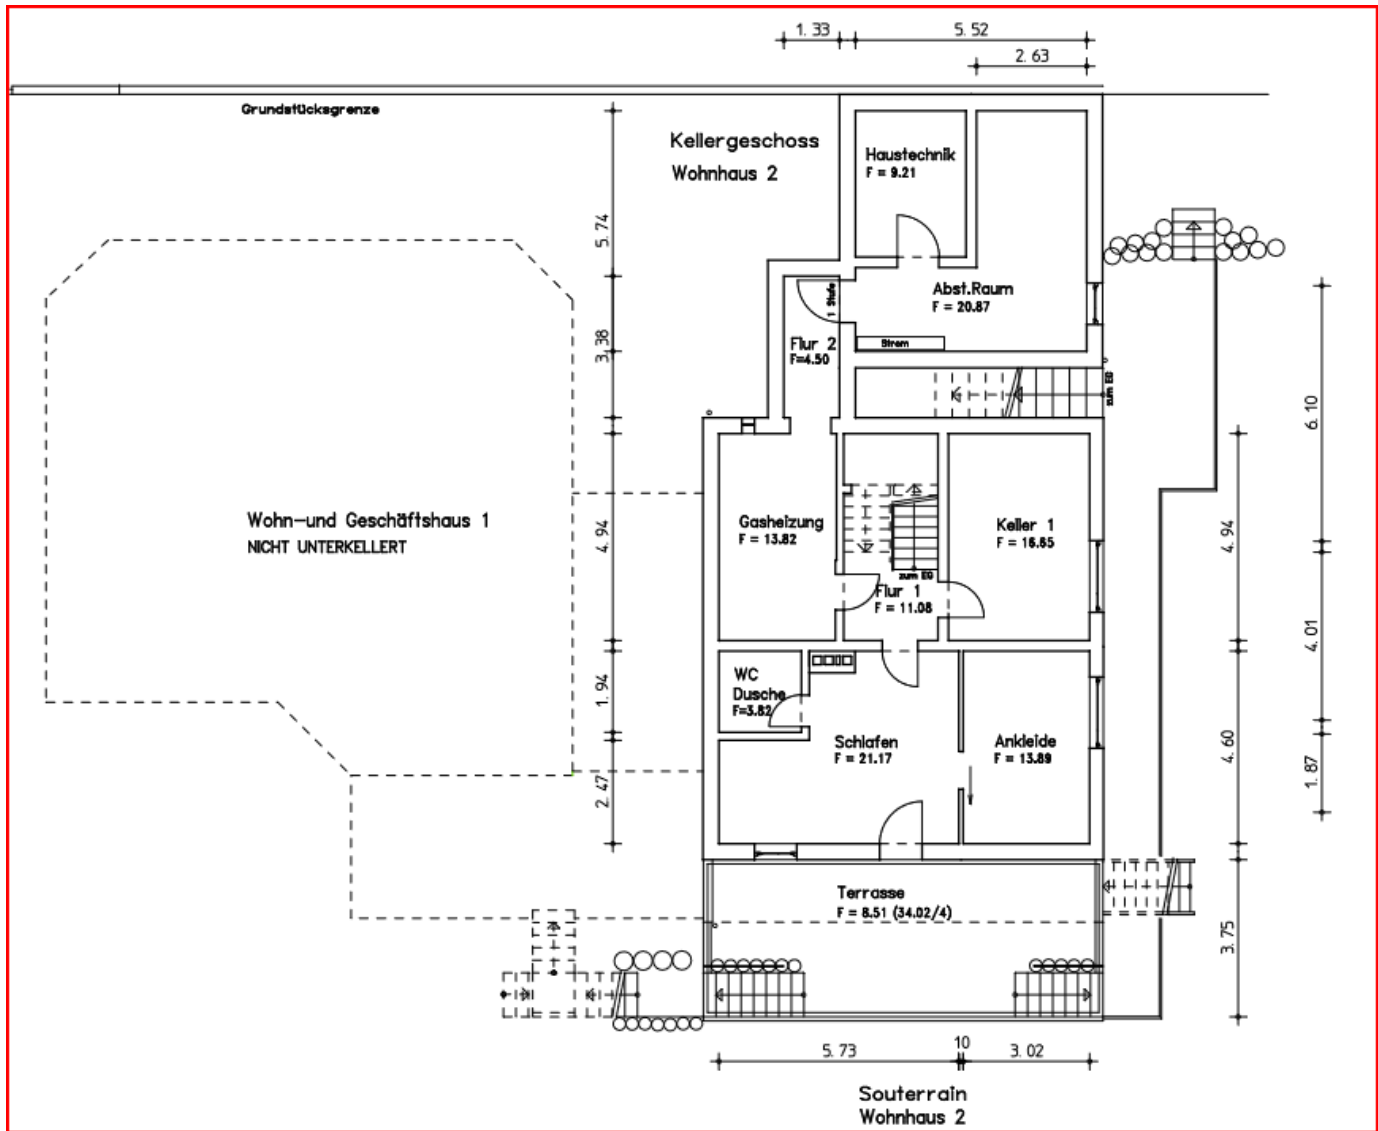 1. 33
5. 52
2. 63
Grundstücksgrenze
Kellergeschoss
Wohnhaus 2
Haustechnik
F = 9.21
5. 74
Abst.Raum
F = 20.87
1 Stufe
Strom
Flur 2
F=4.50
3. 38
zum EG
6. 10
Wohn-und Geschäftshaus 1
NICHT UNTERKELLERT
4. 94
Gasheizung
F = 13.82
Keller 1
F = 16.65
4. 94
zum EG
Flur 1
F = 11.08
4. 01
WC
Dusche
F=3.82
1. 94
Schlafen
F = 21.17
Ankleide
F = 13.89
4. 60
1. 87
2. 47
Terrasse
F = 8.51 (34.02/4)
3. 75
5. 73
10
3. 02
Souterrain
Wohnhaus 2